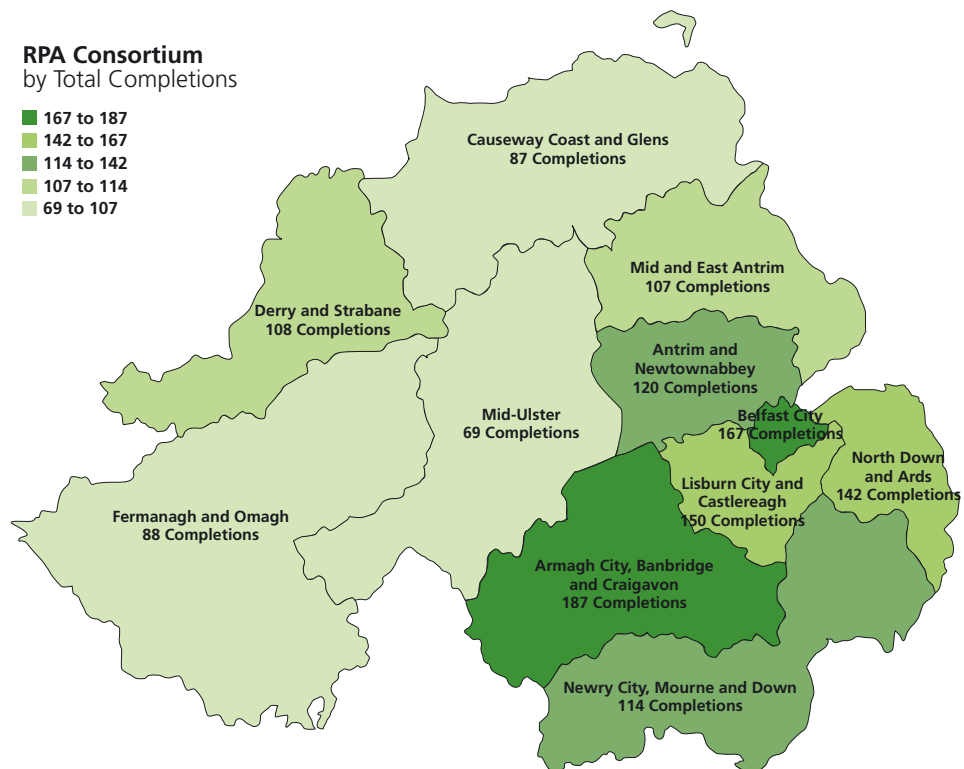 RPA Consortium
by Total Completions
167 to 187
142 to 167
114 to 142
107 to 114
69 to 107
Causeway Coast and Glens
87 Completions
Mid and East Antrim
107 Completions
Derry and Strabane
108 Completions
Antrim and
Newtownabbey
120 Completions
Belfast City
167 Completions
Mid-Ulster
69 Completions
North Down
and Ards
142 Completions
Lisburn City and
Castlereagh
150 Completions
Fermanagh and Omagh
88 Completions
Armagh City, Banbridge
and Craigavon
187 Completions
Newry City, Mourne and Down
114 Completions